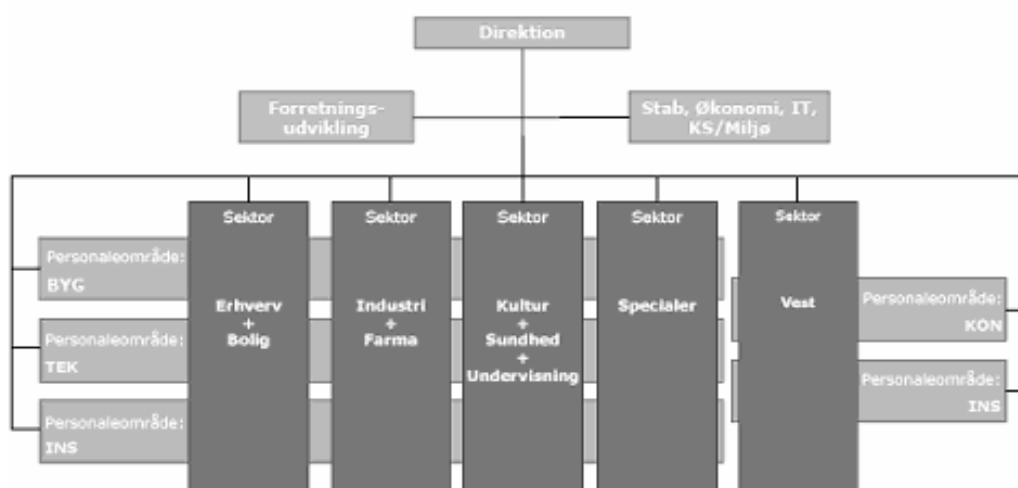 Direktion
Forretnings-
udvikling
Stab, Økonomi, IT,
KS/Miljø
Sektor
Erhverv
+
Bolig
Sektor
Industri
+
Farma
Sektor
Kultur
+
Sundhed
+
Undervisning
Sektor
Specialer
Sektor
Vest
Personaleområde:
BYG
Personaleområde:
TEK
Personaleområde:
INS
Personaleområde:
KON
Personaleområde:
INS